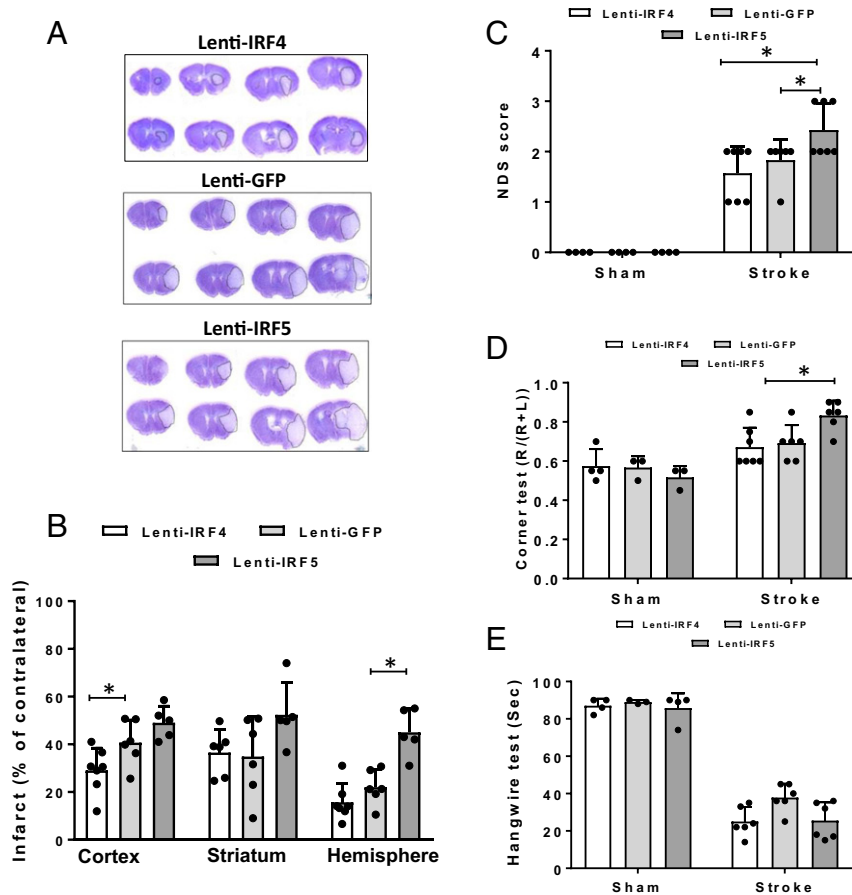 A
Lenti-IRF4
Lenti-GFP
Lenti-IRF5
B
Lenti-IRF4 Lenti-GFP
Lenti-IRF5
Infarct (% of contralateral)
100
80
60
40
20
0
* *
Cortex Striatum Hemisphere
C
Lenti-IRF4 Lenti-GFP
Lenti-IRF5
NDS score
4
3
2
1
0
*
*
Sham Stroke
D
Lenti-IRF4 Lenti-GFP
Lenti-IRF5
Corner test (R/(R+L))
1.0
0.8
0.6
0.4
0.2
0.0
*
Sham Stroke
E
Lenti-IRF4 Lenti-GFP
Lenti-IRF5
Hangwire test (Sec)
100
80
60
40
20
0
Sham Stroke